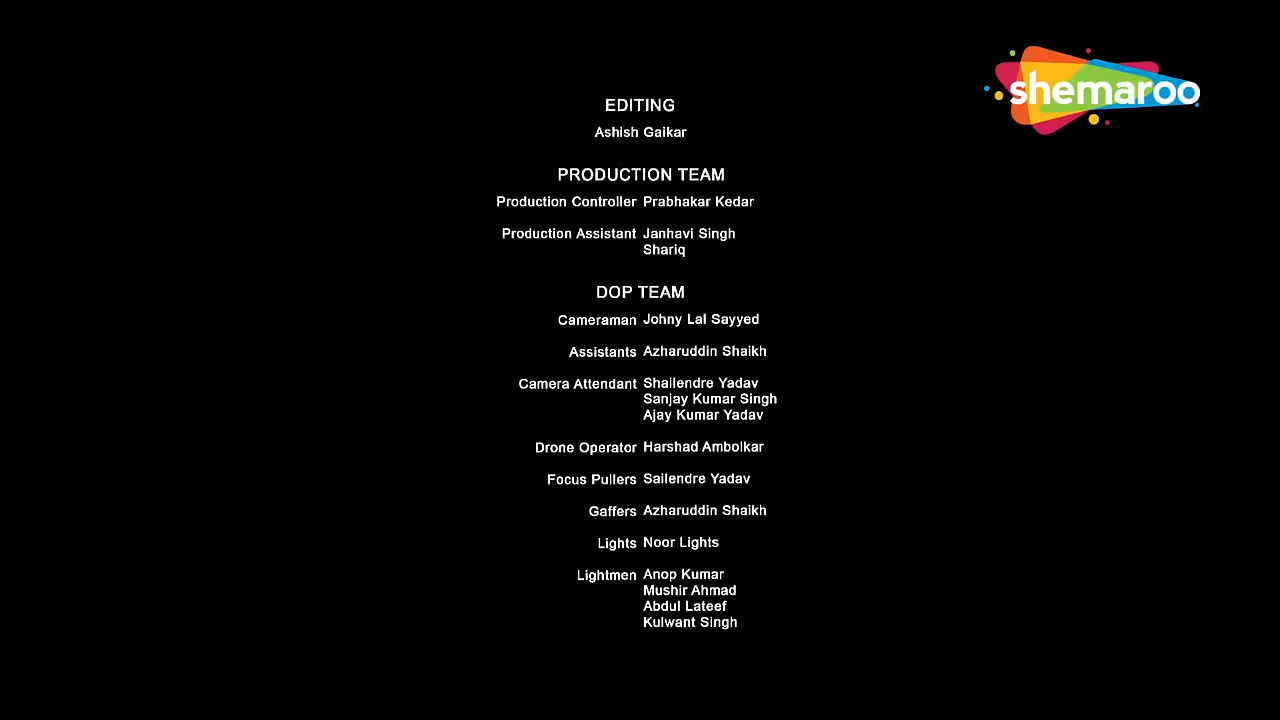 shemaroo
EDITING
Ashish Gaikar
PRODUCTION TEAM
Production Controller Prabhakar Kedar
Production Assistant Janhavi Singh
Shariq
DOP TEAM
Cameraman Johny Lal Sayyed
Assistants Azharuddin Shaikh
Camera Attendant Shailendre Yadav
Sanjay Kumar Singh
Ajay Kumar Yadav
Drone Operator Harshad Ambolkar
Focus Pullers Sailendre Yadav
Gaffers Azharuddin Shaikh
Lights Noor Lights
Lightmen Anop Kumar
Mushir Ahmad
Abdul Lateef
Kulwant Singh